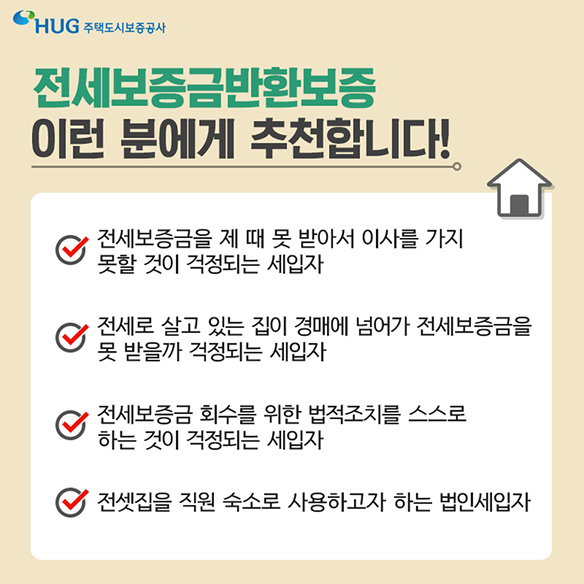 HUG 주택도시보증공사
전세보증금반환보증
이런 분에게 추천합니다!
전세보증금을 제 때 못 받아서 이사를 가지
못할 것이 걱정되는 세입자
전세로 살고 있는 집이 경매에 넘어가 전세보증금을
못 받을까 걱정되는 세입자
전세보증금 회수를 위한 법적조치를 스스로
하는 것이 걱정되는 세입자
전셋집을 직원 숙소로 사용하고자 하는 법인세입자